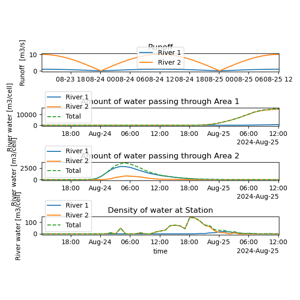 Runoff
River 1
River 2
10
0
Runoff [m3/s]
08-23 18
08-24 00
08-24 06
08-24 12
08-24 18
08-25 00
08-25 06
08-25 12
Amount of water passing through Area 1
River 1
River 2
Total
10000
0
River water [m3/cell]
18:00 Aug-24 06:00 12:00 18:00 Aug-25 06:00 12:00
2024-Aug-25
Amount of water passing through Area 2
River 1
River 2
Total
2500
0
River water [m3/cell]
18:00 Aug-24 06:00 12:00 18:00 Aug-25 06:00 12:00
2024-Aug-25
Density of water at Station
River 1
River 2
Total
100
0
River water [m3/cell]
18:00 Aug-24 06:00 12:00 18:00 Aug-25 06:00 12:00
time
2024-Aug-25